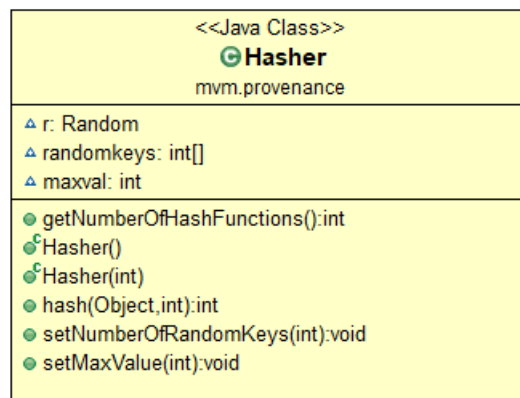 <<Java Class>>
C Hasher
mvm.provenance
r: Random
randomkeys: int[]
maxval: int
getNumberOfHashFunctions():int
c Hasher()
c Hasher(int)
hash(Object,int):int
setNumberOfRandomKeys(int):void
setMaxValue(int):void